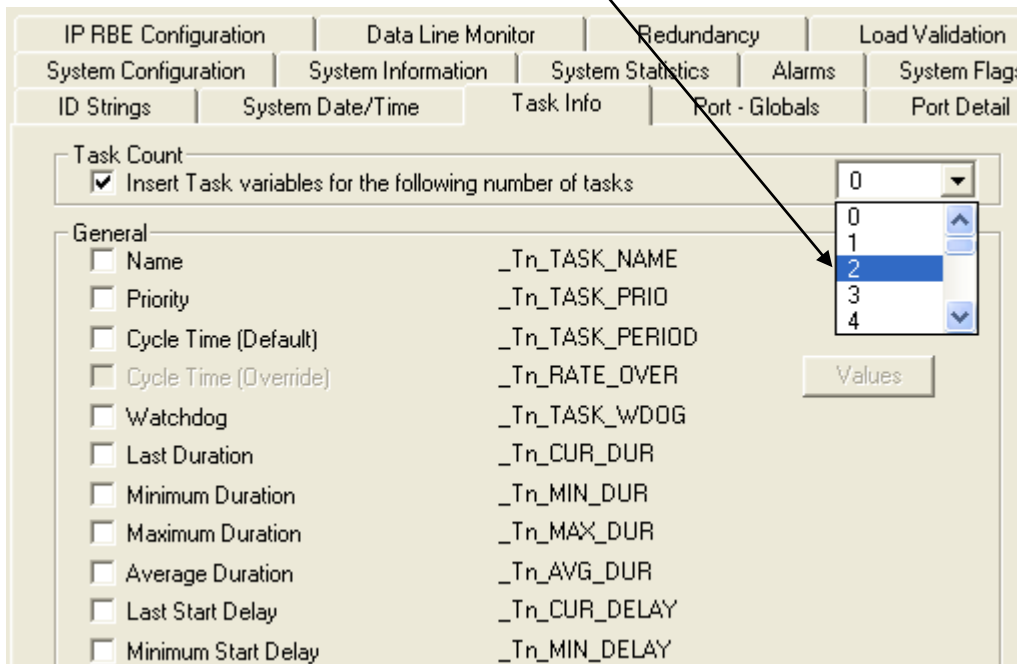 IP RBE Configuration Data Line Monitor Redundancy Load Validation
System Configuration System Information System Statistics Alarms System Flags
ID Strings System Date/Time Task Info Port - Globals Port Detail
Task Count
Insert Task variables for the following number of tasks 0
0
1
2
3
4
General
Name _Tn_TASK_NAME
Priority _Tn_TASK_PRIO
Cycle Time (Default) _Tn_TASK_PERIOD
Cycle Time (Override) _Tn_RATE_OVER Values
Watchdog _Tn_TASK_WDOG
Last Duration _Tn_CUR_DUR
Minimum Duration _Tn_MIN_DUR
Maximum Duration _Tn_MAX_DUR
Average Duration _Tn_AVG_DUR
Last Start Delay _Tn_CUR_DELAY
Minimum Start Delay _Tn_MIN_DELAY